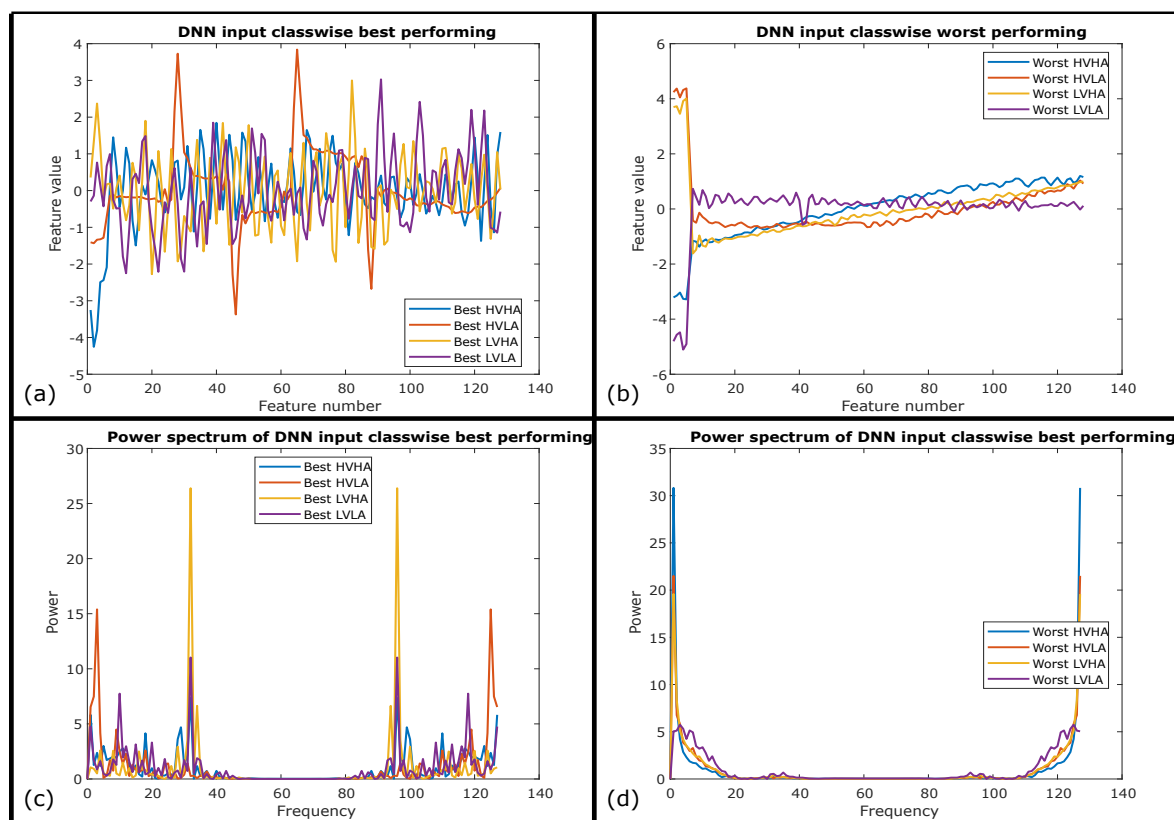 DNN input classwise best performing
4
3
2
1
0
-1
-2
-3
-4
-5
Feature value
0 20 40 60 80 100 120 140
Feature number
Best HVHA
Best HVLA
Best LVHA
Best LVLA
(a)
DNN input classwise worst performing
6
4
2
0
-2
-4
-6
Feature value
0 20 40 60 80 100 120 140
Feature number
Worst HVHA
Worst HVLA
Worst LVHA
Worst LVLA
(b)
Power spectrum of DNN input classwise best performing
30
25
20
15
10
5
0
Power
0 20 40 60 80 100 120 140
Frequency
Best HVHA
Best HVLA
Best LVHA
Best LVLA
(c)
Power spectrum of DNN input classwise best performing
35
30
25
20
15
10
5
0
Power
0 20 40 60 80 100 120 140
Frequency
Worst HVHA
Worst HVLA
Worst LVHA
Worst LVLA
(d)